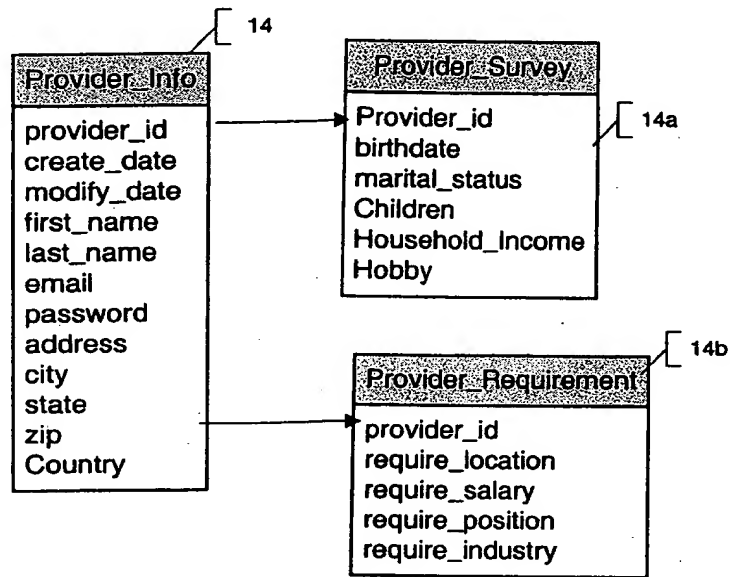 14
Provider_Info
provider_id
create_date
modify_date
first_name
last_name
email
password
address
city
state
zip
Country
Provider_Survey
14a
Provider_id
birthdate
marital_status
Children
Household_Income
Hobby
14b
Provider_Requirement
provider_id
require_location
require_salary
require_position
require_industry